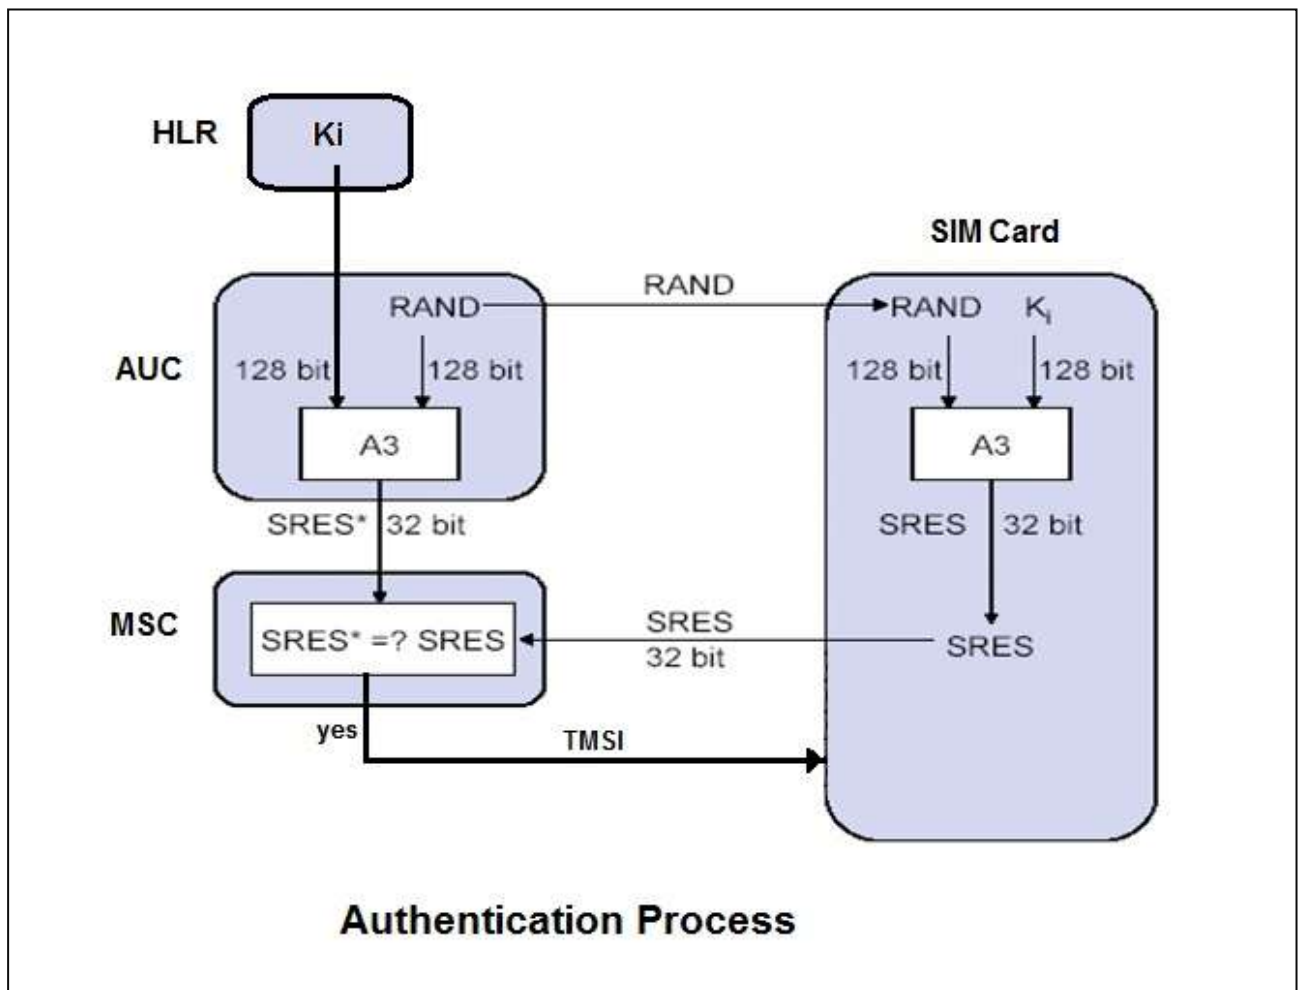 HLR
Ki
SIM Card
RAND
RAND
RAND
Ki
AUC
128 bit
128 bit
128 bit
128 bit
A3
A3
SRES*
32 bit
SRES
32 bit
MSC
SRES* =? SRES
SRES
32 bit
SRES
yes
TMSI
Authentication Process